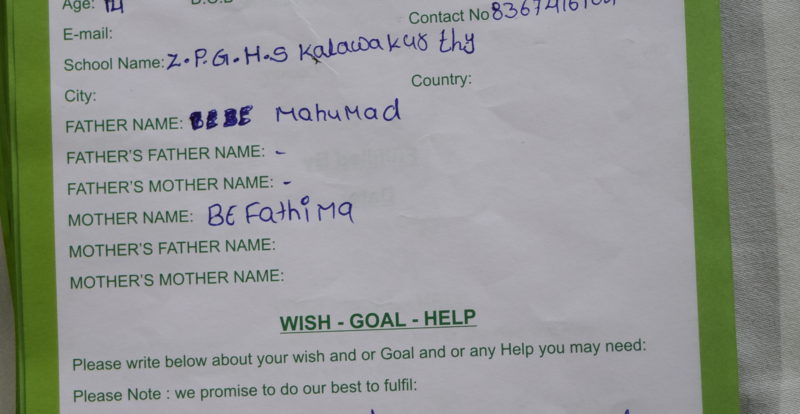 Age: 14
Contact No
E-mail:
School Name: Z.P.G.H.S Kalawakur thy
City: Country:
FATHER NAME: Mahumad
FATHER'S FATHER NAME: -
FATHER'S MOTHER NAME: -
MOTHER NAME: BE Fathima
MOTHER'S FATHER NAME:
MOTHER'S MOTHER NAME:
WISH - GOAL - HELP
Please write below about your wish and or Goal and or any Help you may need:
Please Note : we promise to do our best to fulfil: